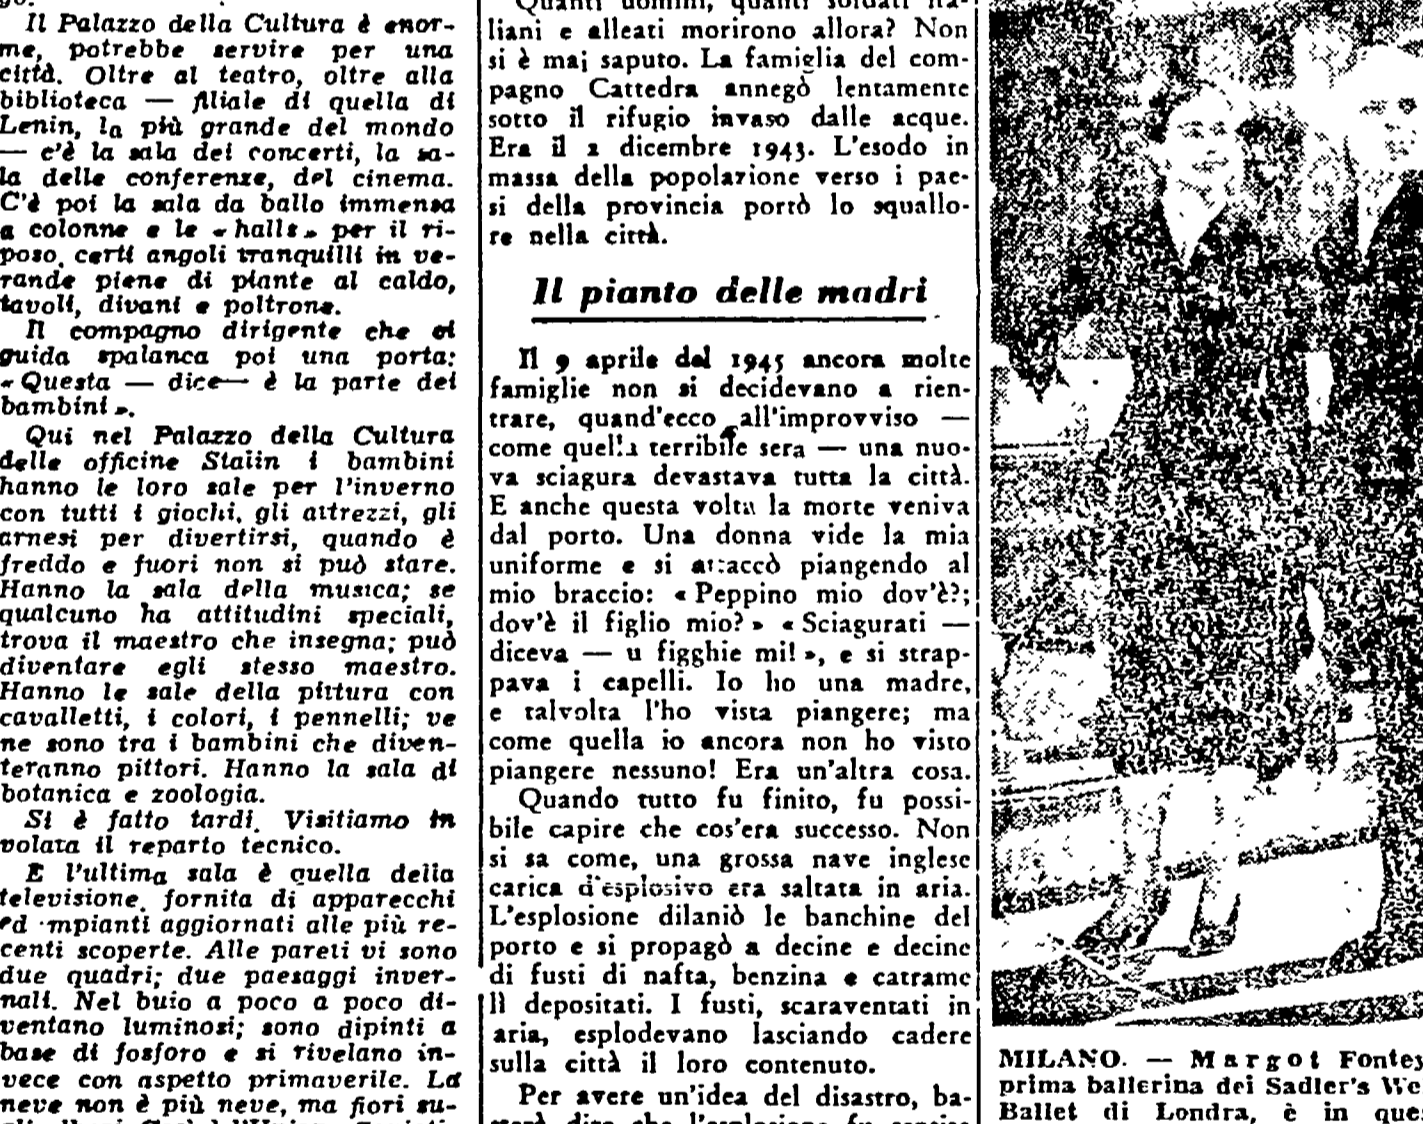 Il Palazzo della Cultura è enor-
me, potrebbe servire per una
città. Oltre al teatro, oltre alla
biblioteca — filiale di quella di
Lenin, la più grande del mondo
— c'è la sala dei concerti, la sa-
la delle conferenze, del cinema.
C'è poi la sala da ballo immensa
a colonne e le « halls » per il ri-
poso, certi angoli tranquilli in ve-
rande piene di piante al caldo,
tavoli, divani e poltrone.
Il compagno dirigente che ci
guida spalanca poi una porta:
« Questa — dice — è la parte dei
bambini ».
Qui nel Palazzo della Cultura
delle officine Stalin i bambini
hanno le loro sale per l'inverno
con tutti i giochi, gli attrezzi, gli
arnesi per divertirsi, quando è
freddo e fuori non si può stare.
Hanno la sala della musica; se
qualcuno ha attitudini speciali,
trova il maestro che insegna; può
diventare egli stesso maestro.
Hanno le sale della pittura con
cavalletti, i colori, i pennelli; ve
ne sono tra i bambini che diven-
teranno pittori. Hanno la sala di
botanica e zoologia.
Si è fatto tardi. Visitiamo in
volata il reparto tecnico.
E l'ultima sala è quella della
televisione, fornita di apparecchi
ed impianti aggiornati alle più re-
centi scoperte. Alle pareti vi sono
due quadri; due paesaggi inver-
nali. Nel buio a poco a poco di-
ventano luminosi; sono dipinti a
base di fosforo e si rivelano in-
vece con aspetto primaverile. La
neve non è più neve, ma fiori su-
Quanti uomini, quanti soldati ita-
liani e alleati morirono allora? Non
si è mai saputo. La famiglia del com-
pagno Cattedra annegò lentamente
sotto il rifugio invaso dalle acque.
Era il 2 dicembre 1943. L'esodo in
massa della popolazione verso i pae-
si della provincia portò lo squallo-
re nella città.
Il pianto delle madri
Il 9 aprile del 1945 ancora molte
famiglie non si decidevano a rien-
trare, quand'ecco all'improvviso —
come quella terribile sera — una nuo-
va sciagura devastava tutta la città.
E anche questa volta la morte veniva
dal porto. Una donna vide la mia
uniforme e si attaccò piangendo al
mio braccio: « Peppino mio dov'è?;
dov'è il figlio mio? » « Sciagurati —
diceva — u figghie mi! », e si strap-
pava i capelli. Io ho una madre,
e talvolta l'ho vista piangere; ma
come quella io ancora non ho visto
piangere nessuno! Era un'altra cosa.
Quando tutto fu finito, fu possi-
bile capire che cos'era successo. Non
si sa come, una grossa nave inglese
carica d'esplosivo era saltata in aria.
L'esplosione dilaniò le banchine del
porto e si propagò a decine e decine
di fusti di nafta, benzina e catrame
lì depositati. I fusti, scaraventati in
aria, esplodevano lasciando cadere
sulla città il loro contenuto.
Per avere un'idea del disastro, ba-
MILANO. — Margot Fontey
prima ballerina dei Sadler's We
Ballet di Londra, è in que